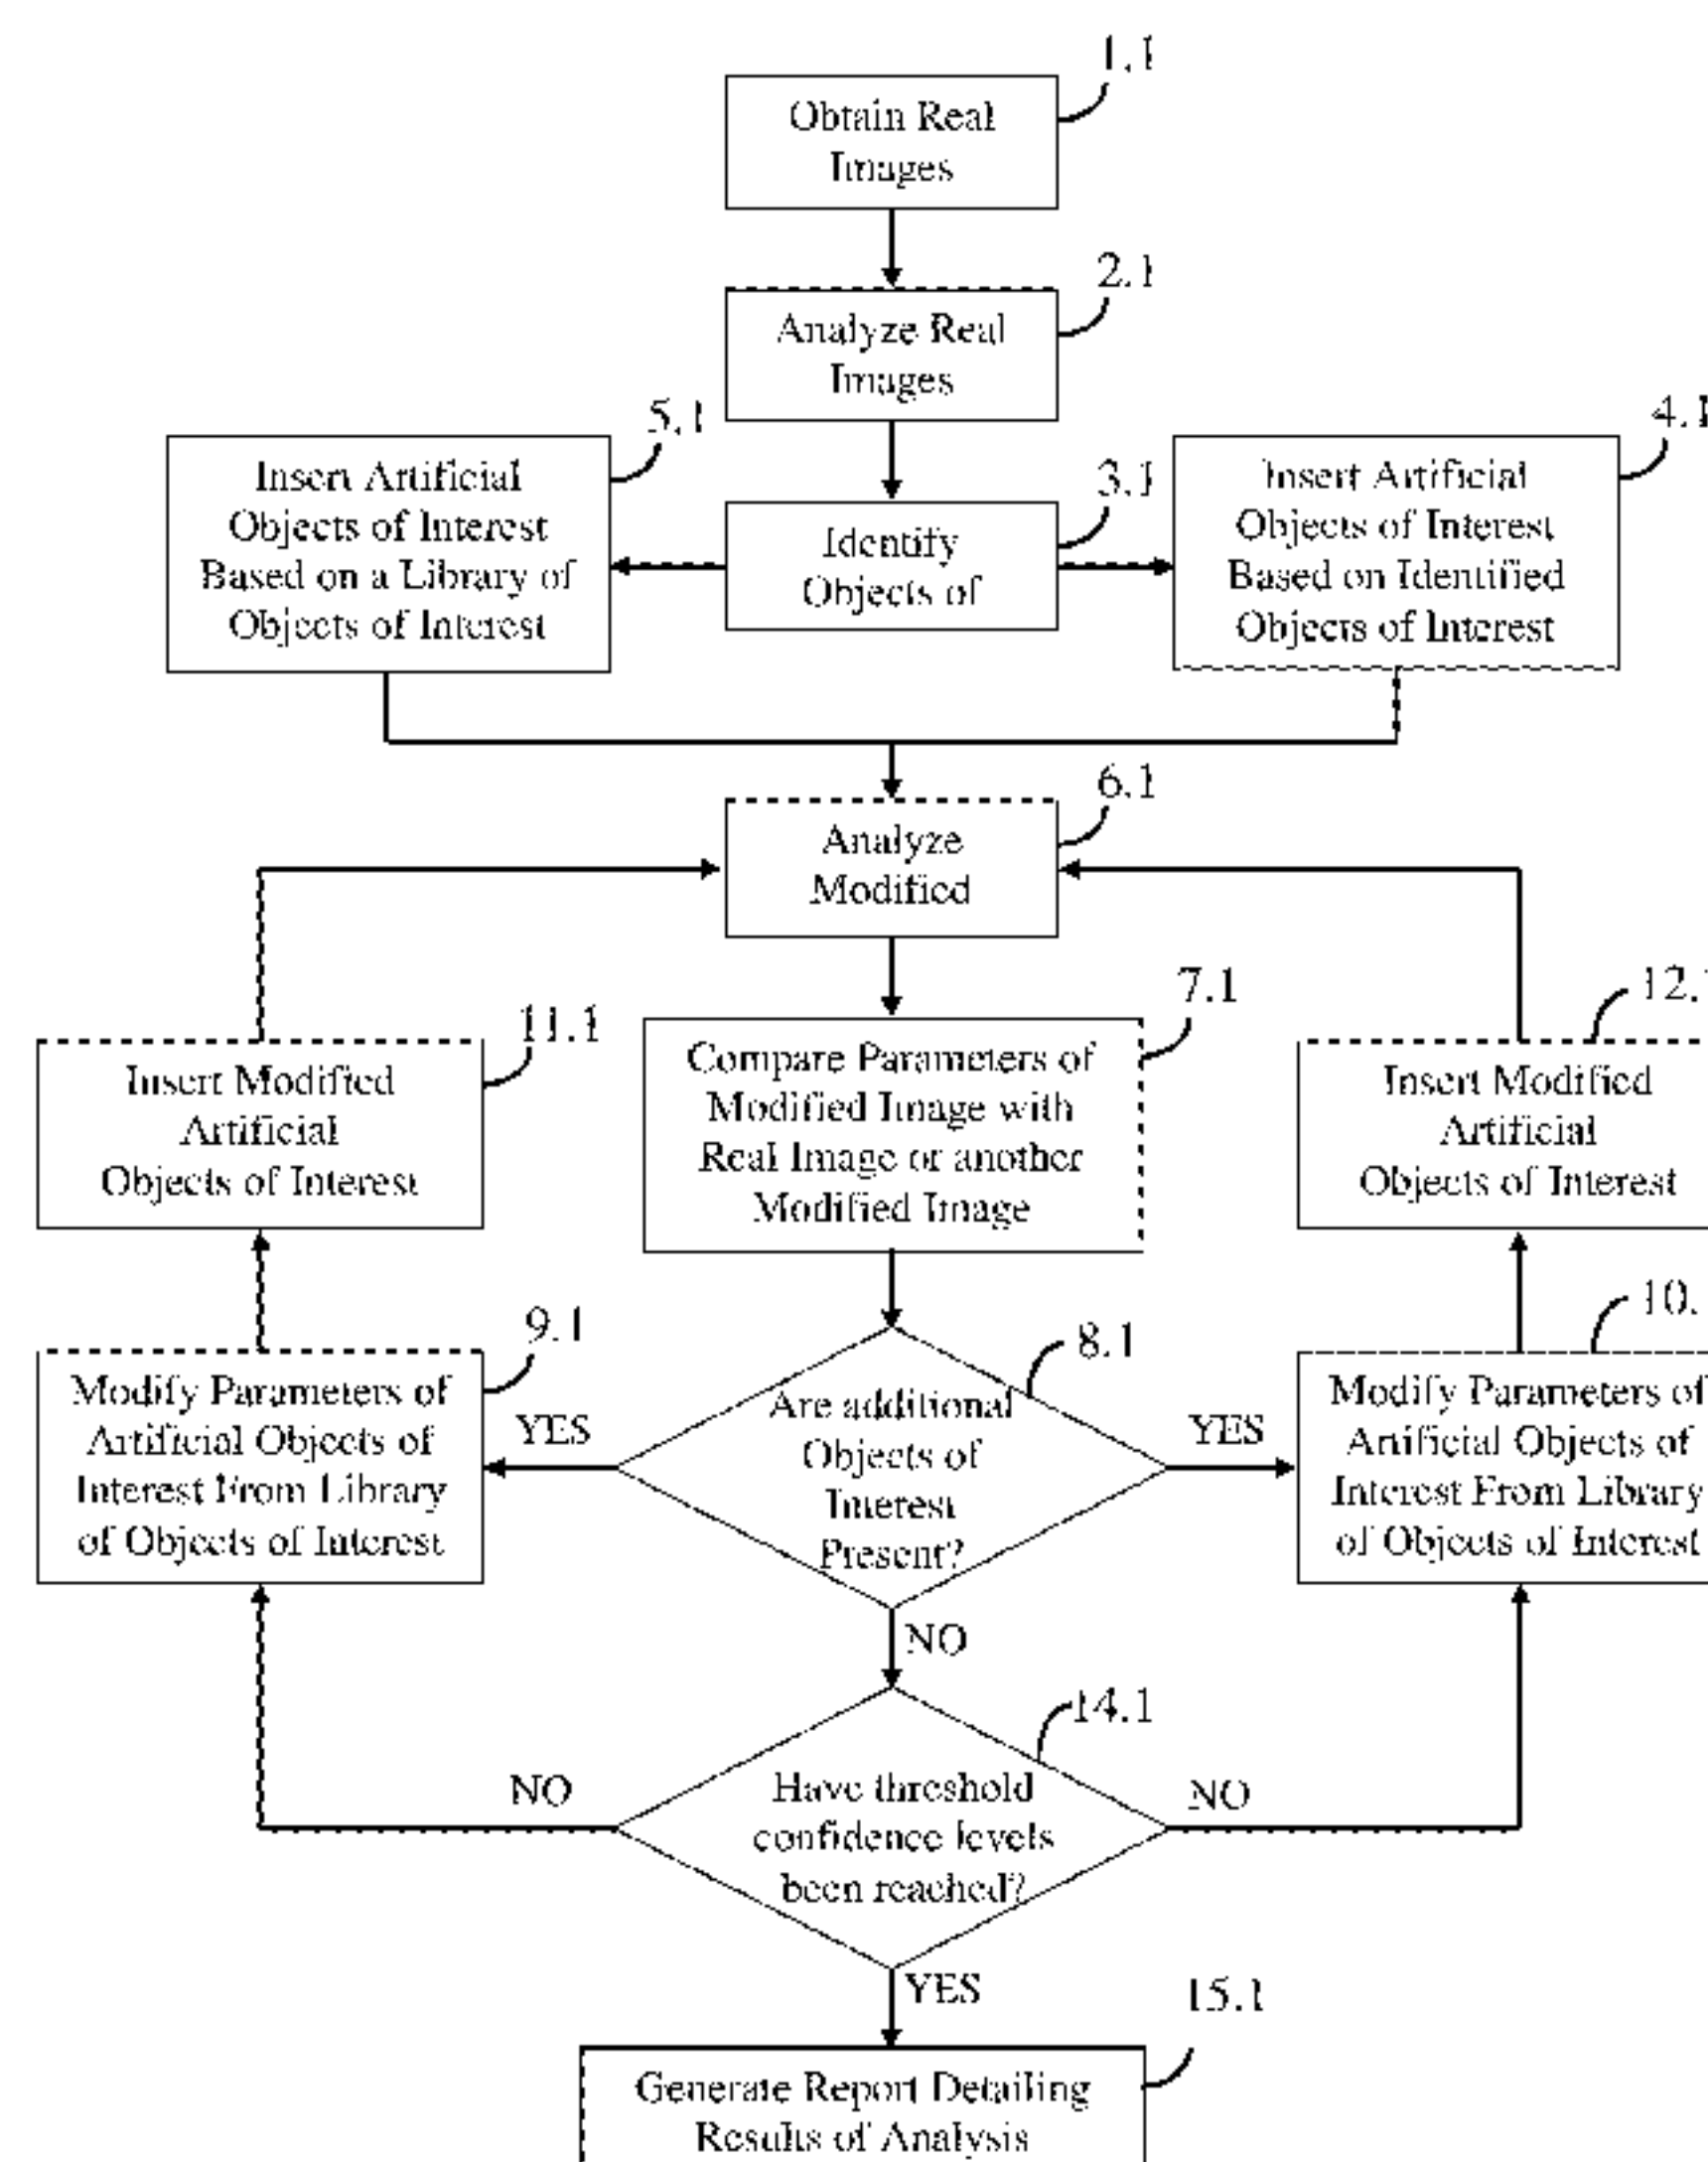 1.1
Obtain Real
Images
2.1
Analyze Real
Images
5.1
Insert Artificial
Objects of Interest
Based on a Library of
Objects of Interest
3.1
Identify
Objects of
4.1
Insert Artificial
Objects of Interest
Based on Identified
Objects of Interest
6.1
Analyze
Modified
7.1
Compare Parameters of
Modified Image with
Real Image or another
Modified Image
11.1
Insert Modified
Artificial
Objects of Interest
12.
Insert Modified
Artificial
Objects of Interest
9.1
Modify Parameters of
Artificial Objects of
Interest From Library
of Objects of Interest
YES
8.1
Are additional
Objects of
Interest
Present?
YES
10.
Modify Parameters of
Artificial Objects of
Interest From Library
of Objects of Interest
NO
14.1
NO
Have threshold
confidence levels
been reached?
NO
YES
15.1
Generate Report Detailing
Results of Analysis